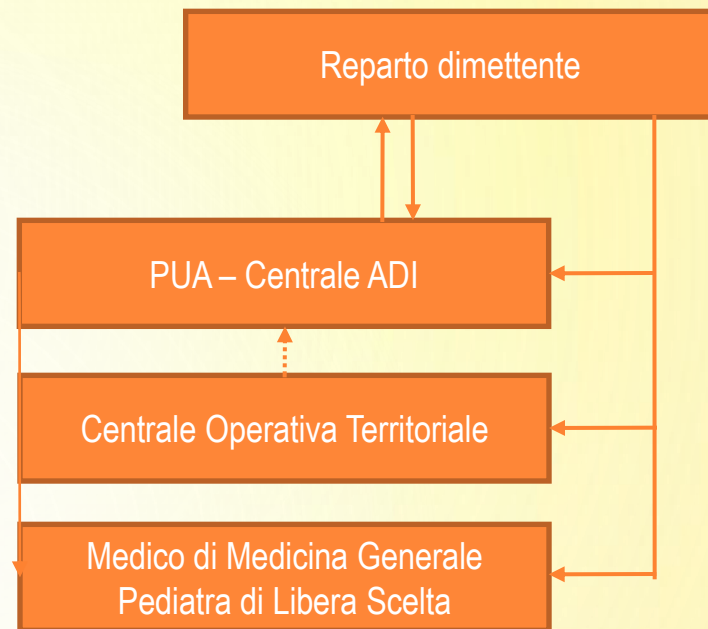 Reparto dimettente
PUA – Centrale ADI
Centrale Operativa Territoriale
Medico di Medicina Generale
Pediatra di Libera Scelta